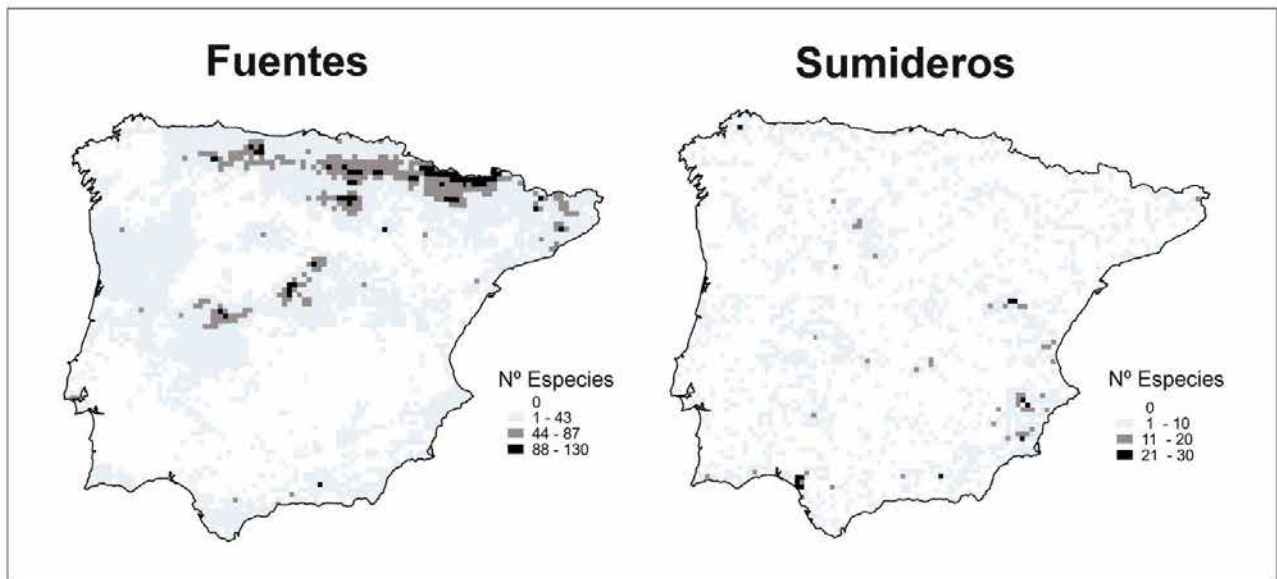 Fuentes
Nº Especies
0
1 - 43
44 - 87
88 - 130
Sumideros
Nº Especies
0
1 - 10
11 - 20
21 - 30